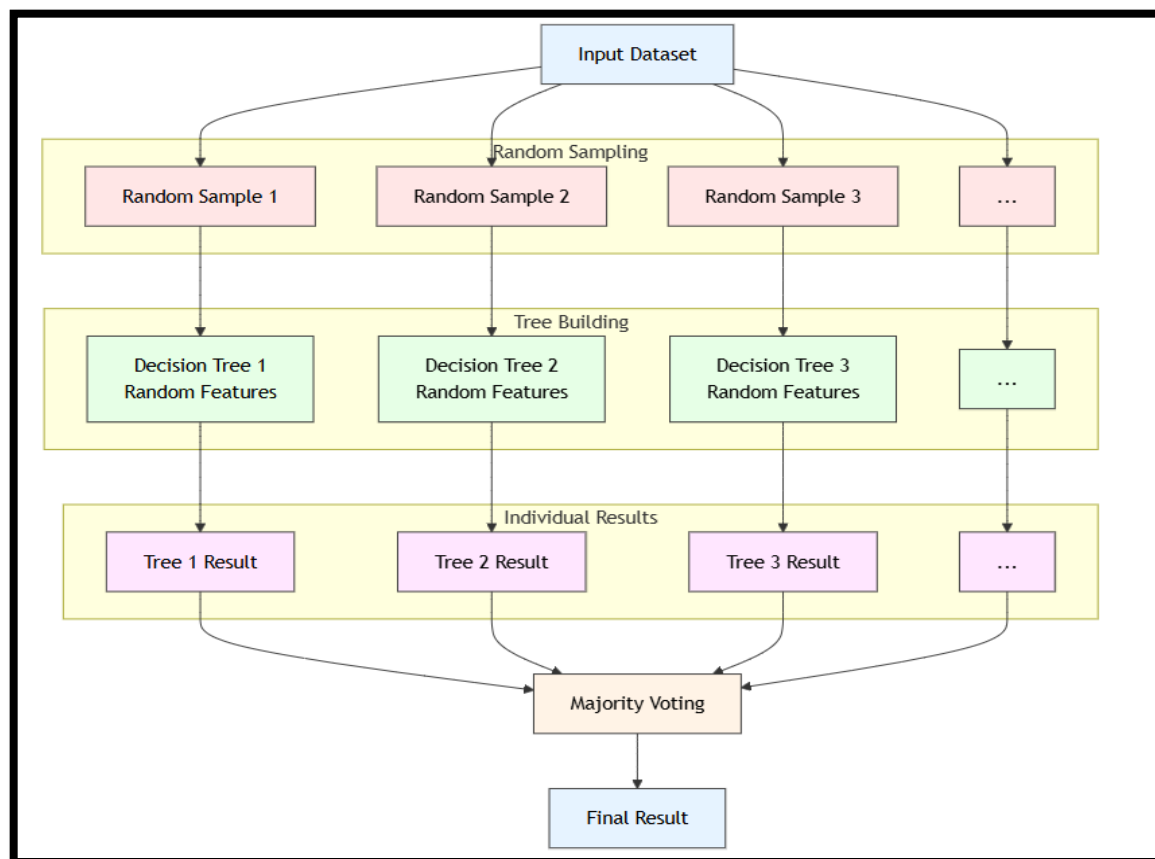 Input Dataset
Random Sampling
Random Sample 1
Random Sample 2
Random Sample 3
...
Tree Building
Decision Tree 1
Random Features
Decision Tree 2
Random Features
Decision Tree 3
Random Features
...
Individual Results
Tree 1 Result
Tree 2 Result
Tree 3 Result
...
Majority Voting
Final Result